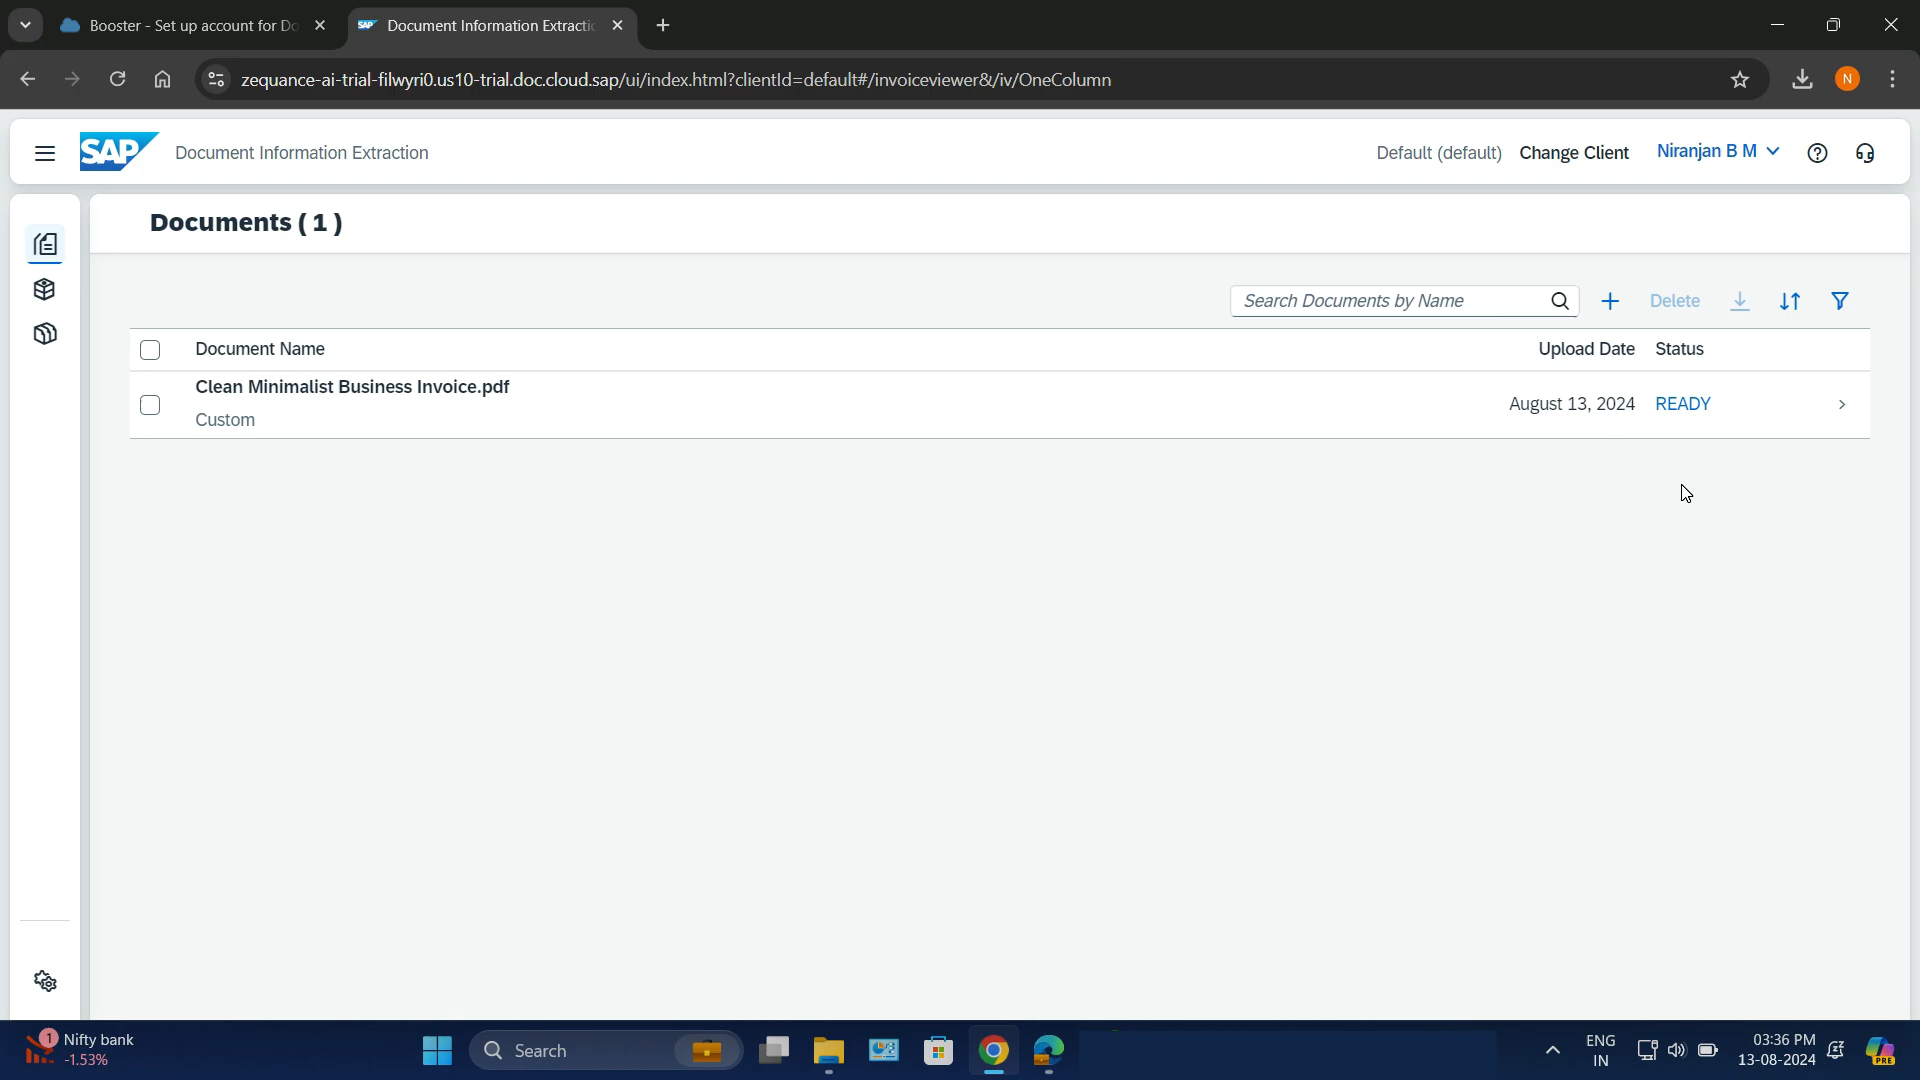 Booster - Set up account for Do
Document Information Extractio
zequance-ai-trial-filwyri0.us10-trial.doc.cloud.sap/ui/index.html?clientId=default#/invoiceviewer&/iv/OneColumn
N
SAP
Document Information Extraction
Default (default)
Change Client
Niranjan B M
Documents ( 1 )
Search Documents by Name
Delete
Document Name
Upload Date
Status
Clean Minimalist Business Invoice.pdf
Custom
August 13, 2024
READY
1
Nifty bank
-1.53%
Search
ENG
IN
03:36 PM
13-08-2024
PRE